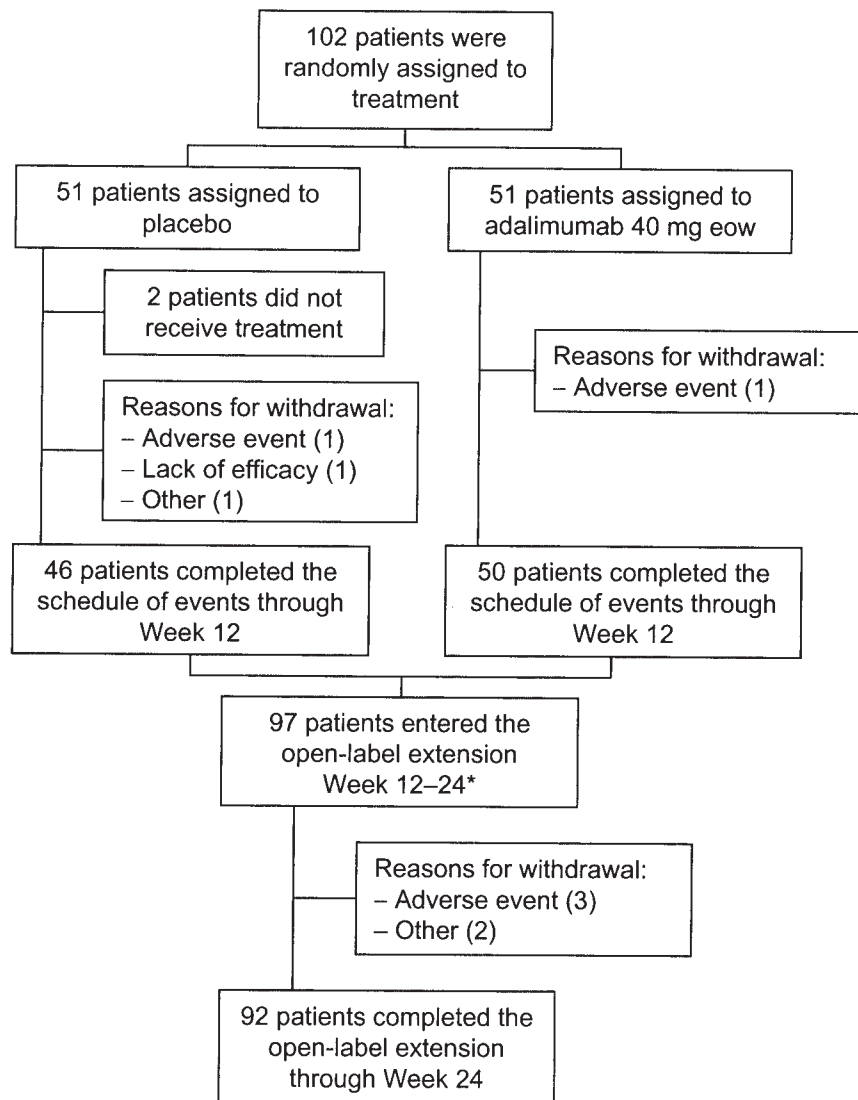 102 patients were
randomly assigned to
treatment
51 patients assigned to
placebo
51 patients assigned to
adalimumab 40 mg eow
2 patients did not
receive treatment
Reasons for withdrawal:
– Adverse event (1)
Reasons for withdrawal:
– Adverse event (1)
– Lack of efficacy (1)
– Other (1)
46 patients completed the
schedule of events through
Week 12
50 patients completed the
schedule of events through
Week 12
97 patients entered the
open-label extension
Week 12–24*
Reasons for withdrawal:
– Adverse event (3)
– Other (2)
92 patients completed the
open-label extension
through Week 24